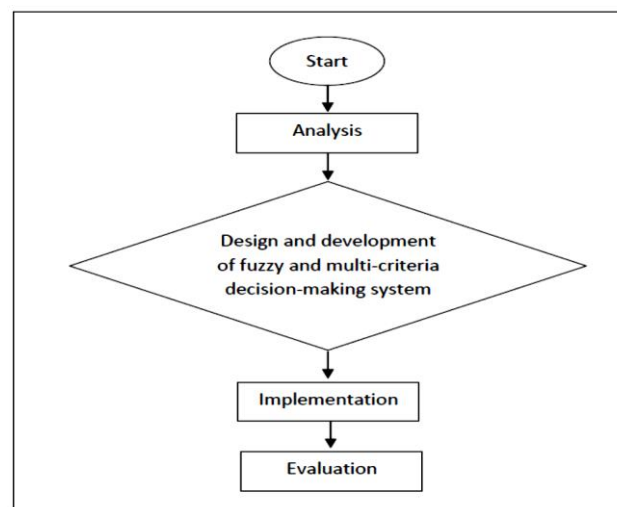 Start
Analysis
Design and development
of fuzzy and multi-criteria
decision-making system
Implementation
Evaluation